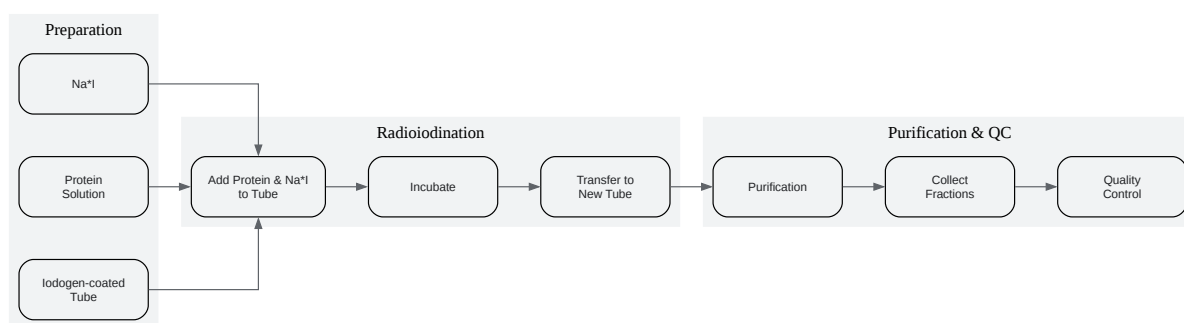 Preparation
Na*I
Protein
Solution
Iodogen-coated
Tube
Radioiodination
Add Protein & Na*I
to Tube
Incubate
Transfer to
New Tube
Purification & QC
Purification
Collect
Fractions
Quality
Control